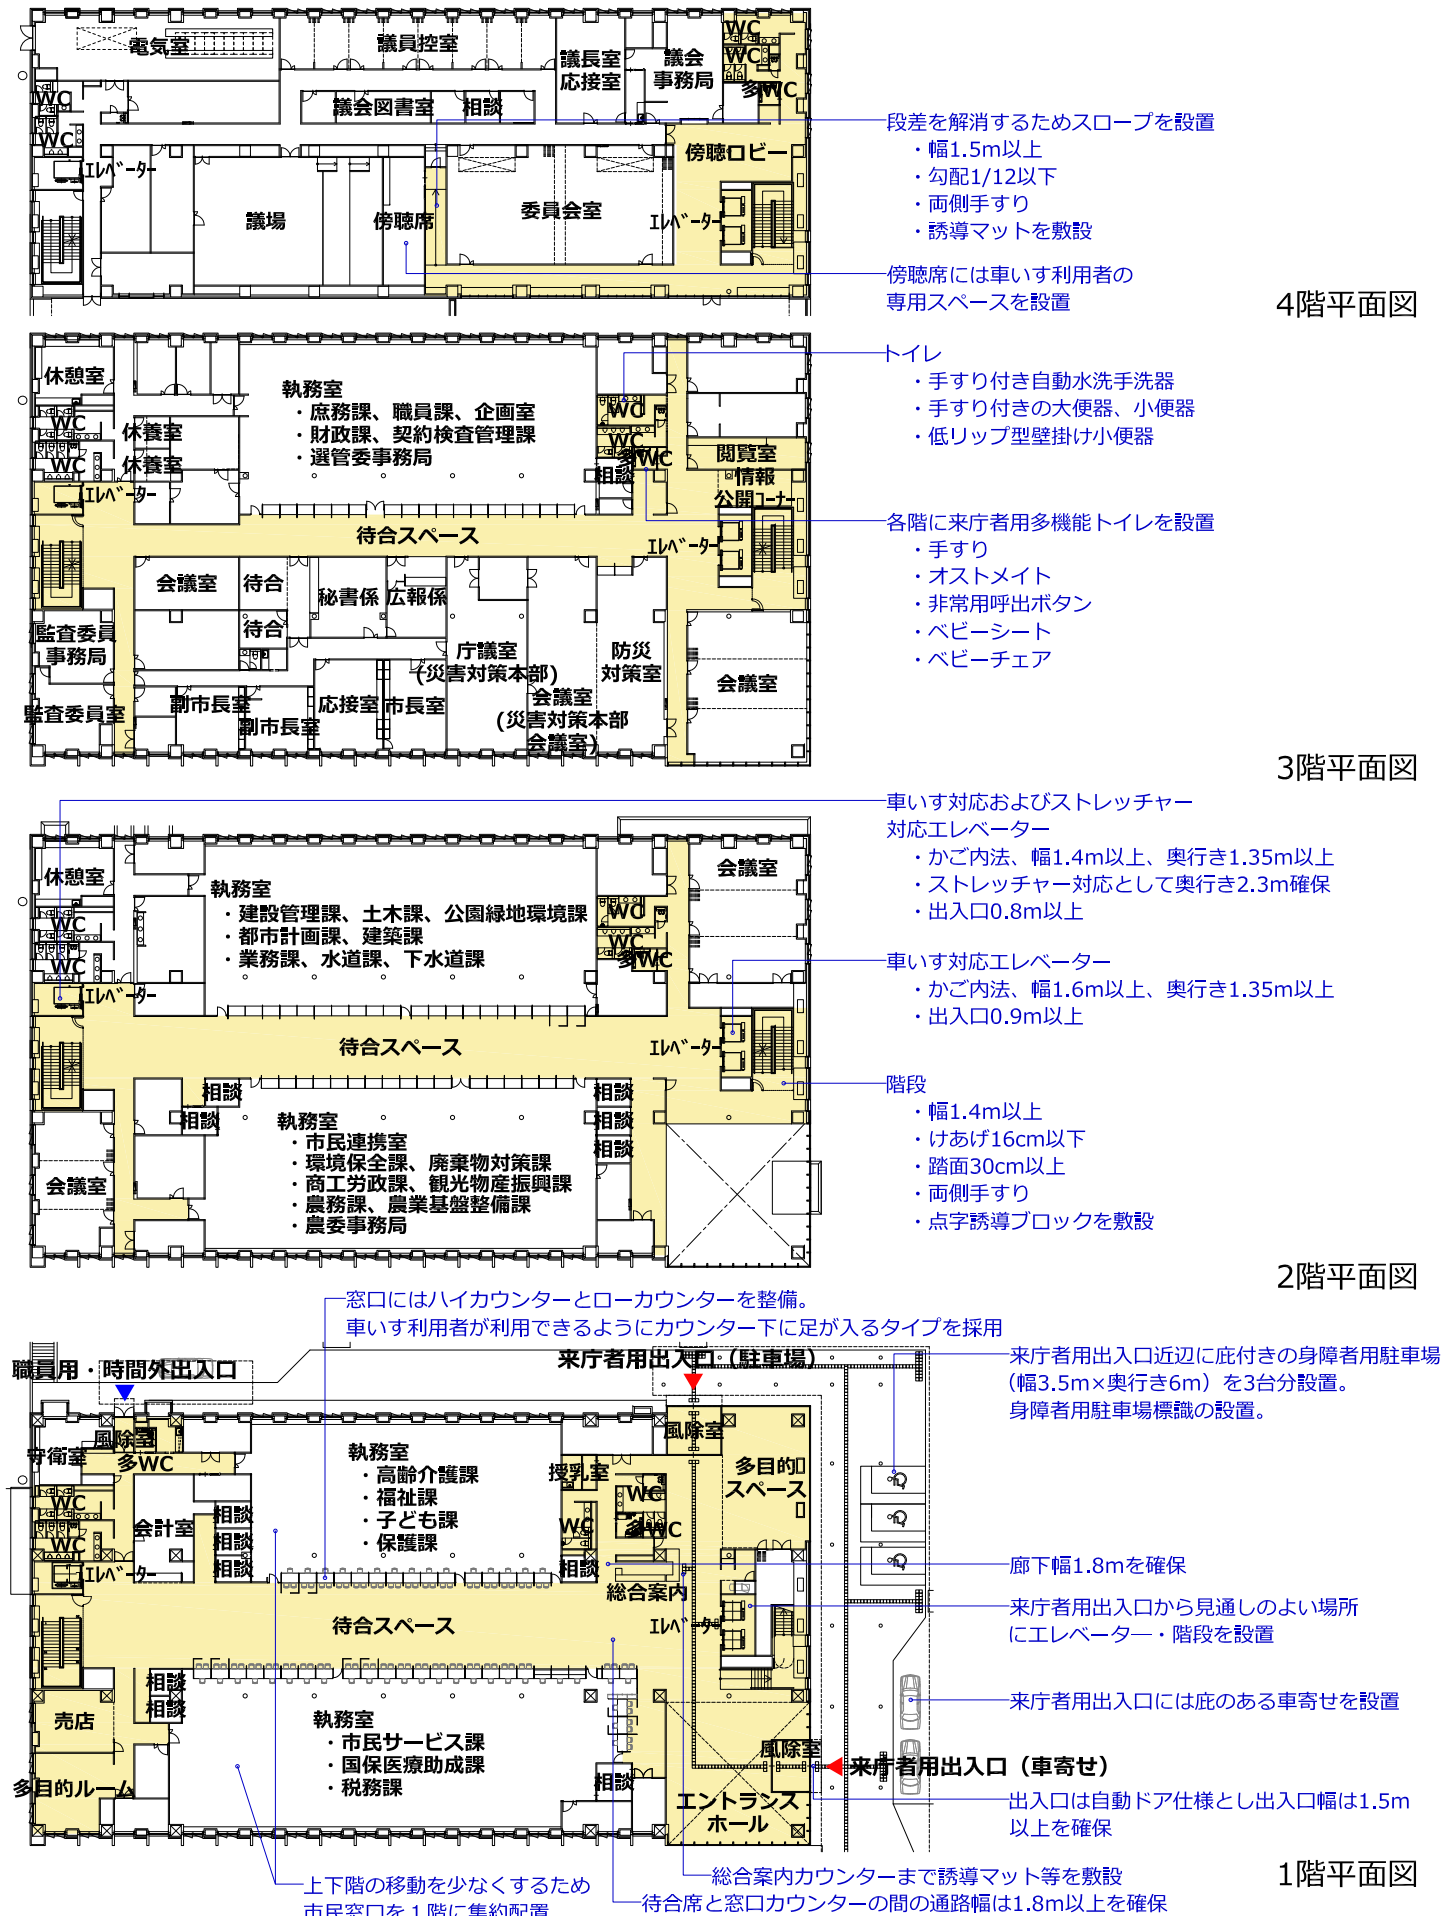 電気室
議員控室
議長室
応接室
議会
事務局
WC
WC
多WC
議会図書室
相談
WC
WC
ｴﾚﾍﾞｰﾀｰ
傍聴ロビー
議場
傍聴席
委員会室
ｴﾚﾍﾞｰﾀｰ
段差を解消するためスロープを設置
・幅1.5m以上
・勾配1/12以下
・両側手すり
・誘導マットを敷設
傍聴席には車いす利用者の
専用スペースを設置
4階平面図
休憩室
WC
WC
休養室
休養室
ｴﾚﾍﾞｰﾀｰ
執務室
・庶務課、職員課、企画室
・財政課、契約検査管理課
・選管委事務局
WC
WC
多WC
相談
閲覧室
情報
公開ｺｰﾅｰ
待合スペース
ｴﾚﾍﾞｰﾀｰ
会議室
待合
待合
秘書係
広報係
監査委員
事務局
監査委員室
副市長室
副市長室
応接室
市長室
庁議室
(災害対策本部)
会議室
(災害対策本部
会議室)
防災
対策室
会議室
トイレ
・手すり付き自動水洗手洗器
・手すり付きの大便器、小便器
・低リップ型壁掛け小便器
各階に来庁者用多機能トイレを設置
・手すり
・オストメイト
・非常用呼出ボタン
・ベビーシート
・ベビーチェア
3階平面図
休憩室
WC
WC
ｴﾚﾍﾞｰﾀｰ
執務室
・建設管理課、土木課、公園緑地環境課
・都市計画課、建築課
・業務課、水道課、下水道課
WC
WC
多WC
会議室
待合スペース
ｴﾚﾍﾞｰﾀｰ
相談
相談
執務室
・市民連携室
・環境保全課、廃棄物対策課
・商工労政課、観光物産振興課
・農務課、農業基盤整備課
・農委事務局
相談
相談
相談
会議室
車いす対応およびストレッチャー
対応エレベーター
・かご内法、幅1.4m以上、奥行き1.35m以上
・ストレッチャー対応として奥行き2.3m確保
・出入口0.8m以上
車いす対応エレベーター
・かご内法、幅1.6m以上、奥行き1.35m以上
・出入口0.9m以上
階段
・幅1.4m以上
・けあげ16cm以下
・踏面30cm以上
・両側手すり
・点字誘導ブロックを敷設
2階平面図
窓口にはハイカウンターとローカウンターを整備。
車いす利用者が利用できるようにカウンター下に足が入るタイプを採用
職員用・時間外出入口
来庁者用出入口（駐車場）
守衛室
風除室
多WC
WC
WC
会計室
ｴﾚﾍﾞｰﾀｰ
相談
相談
相談
執務室
・高齢介護課
・福祉課
・子ども課
・保護課
授乳室
WC
WC
多WC
相談
風除室
多目的
スペース
総合案内
待合スペース
ｴﾚﾍﾞｰﾀｰ
相談
相談
売店
多目的ルーム
執務室
・市民サービス課
・国保医療助成課
・税務課
相談
風除室
エントランス
ホール
来庁者用出入口（車寄せ）
来庁者用出入口近辺に庇付きの身障者用駐車場
（幅3.5m×奥行き6m）を3台分設置。
身障者用駐車場標識の設置。
廊下幅1.8mを確保
来庁者用出入口から見通しのよい場所
にエレベータ―・階段を設置
来庁者用出入口には庇のある車寄せを設置
出入口は自動ドア仕様とし出入口幅は1.5m
以上を確保
総合案内カウンターまで誘導マット等を敷設
待合席と窓口カウンターの間の通路幅は1.8m以上を確保
上下階の移動を少なくするため
市民窓口を１階に集約配置
1階平面図